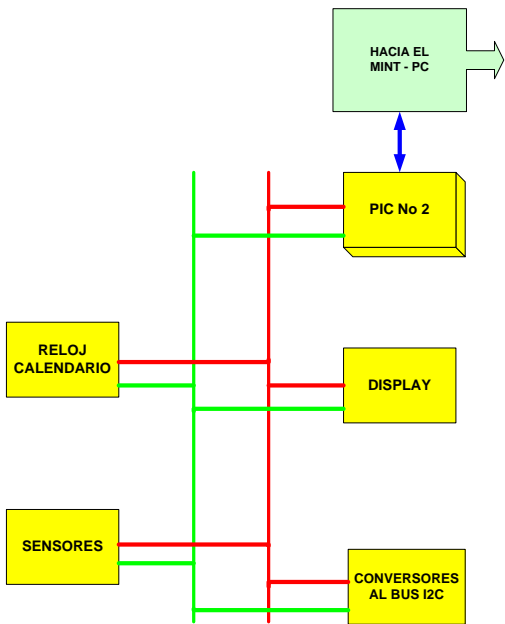 HACIA EL
MINT - PC
PIC No 2
RELOJ
CALENDARIO
DISPLAY
SENSORES
CONVERSORES
AL BUS I2C